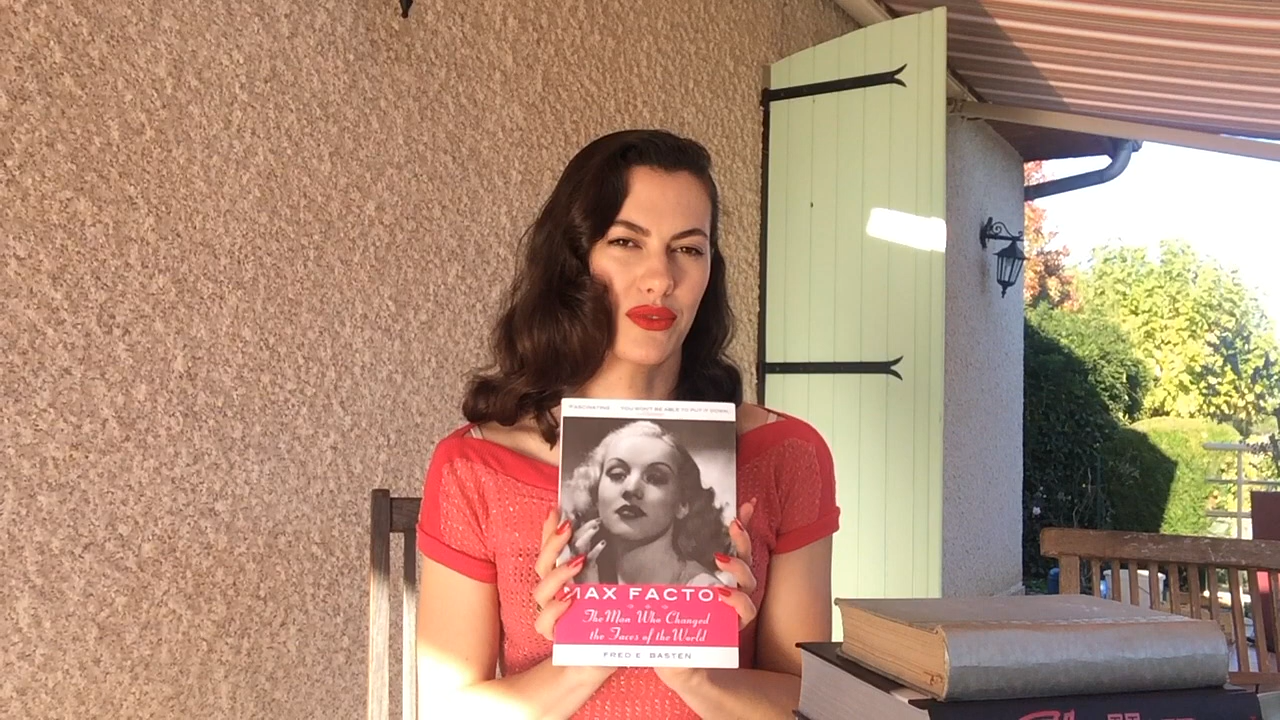 FASCINATING YOU WON'T BE ABLE TO PUT IT DOWN.
MAX FACTOR
The Man Who Changed
the Faces of the World
FRED E. BASTEN